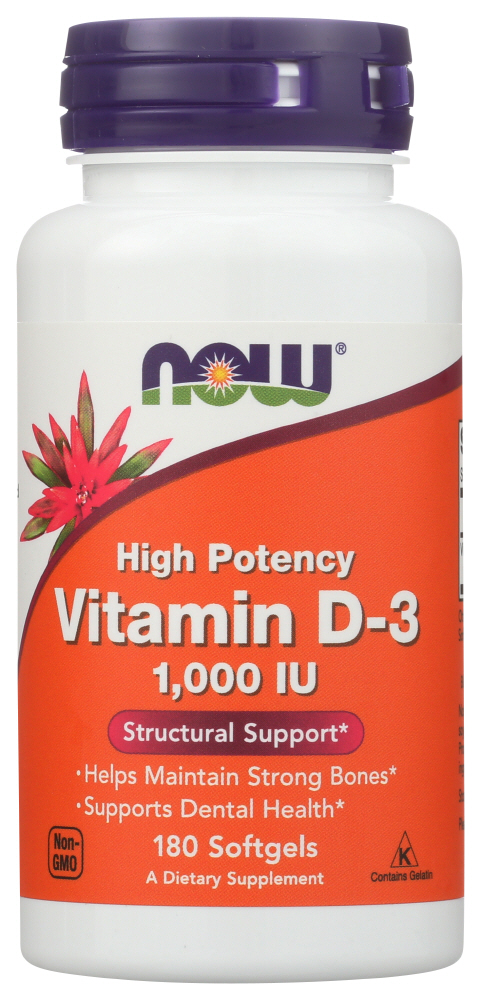 NOW®
High Potency
Vitamin D-3
1,000 IU
Structural Support*
•Helps Maintain Strong Bones*
•Supports Dental Health*
180 Softgels
A Dietary Supplement
Non-
GMO
K
Contains Gelatin